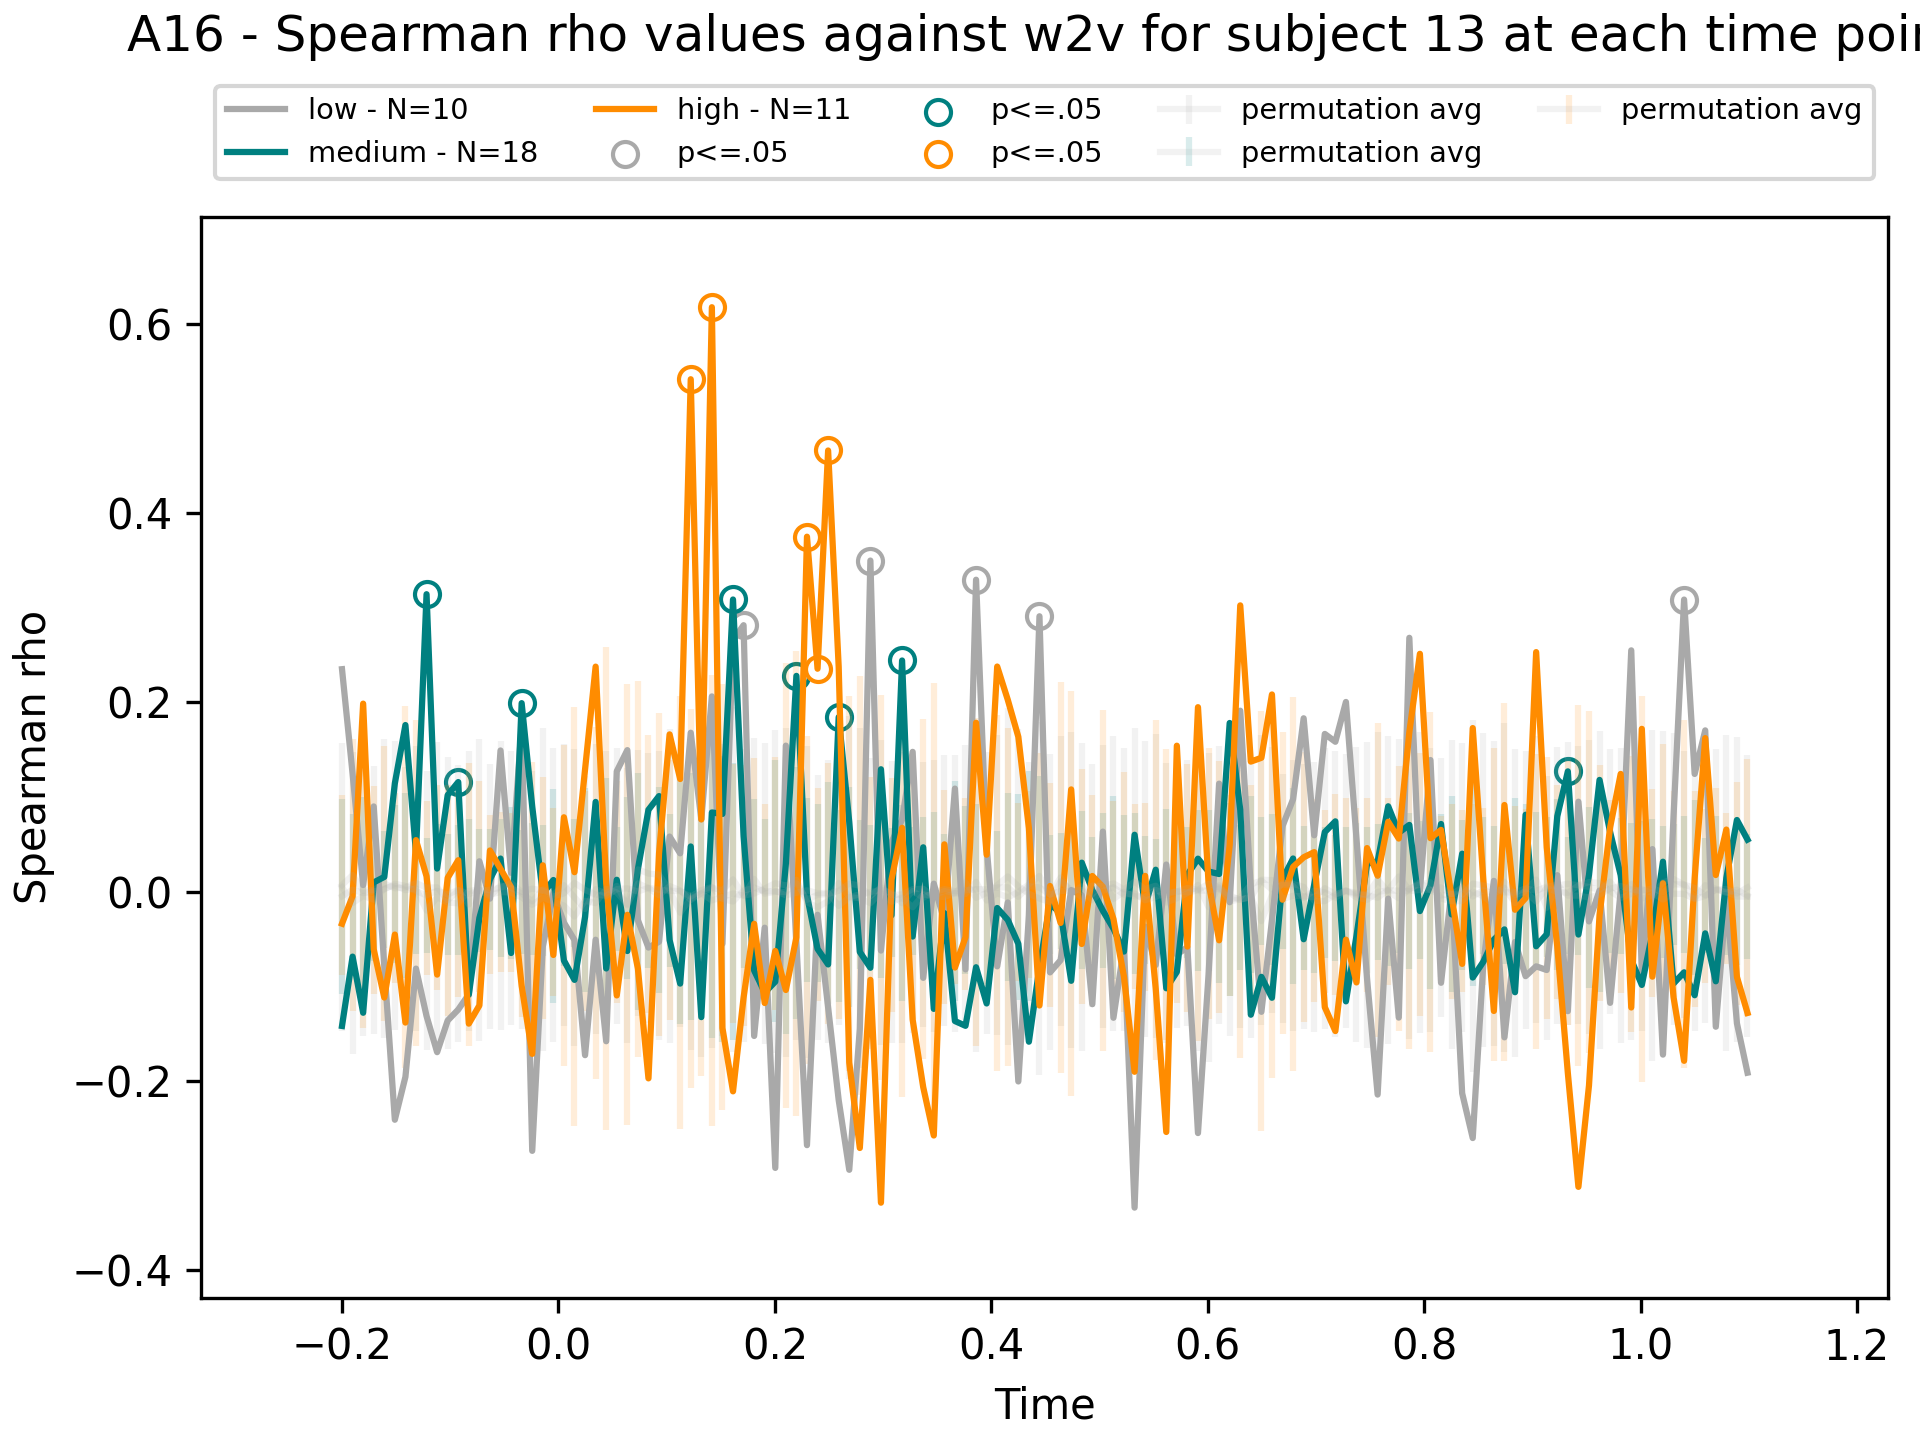 A16 - Spearman rho values against w2v for subject 13 at each time poi
low - N=10 high - N=11 p<=.05 permutation avg permutation avg
medium - N=18 p<=.05 p<=.05 permutation avg
0.6
0.4
0.2
0.0
−0.2
−0.4
Spearman rho
−0.2 0.0 0.2 0.4 0.6 0.8 1.0 1.2
Time